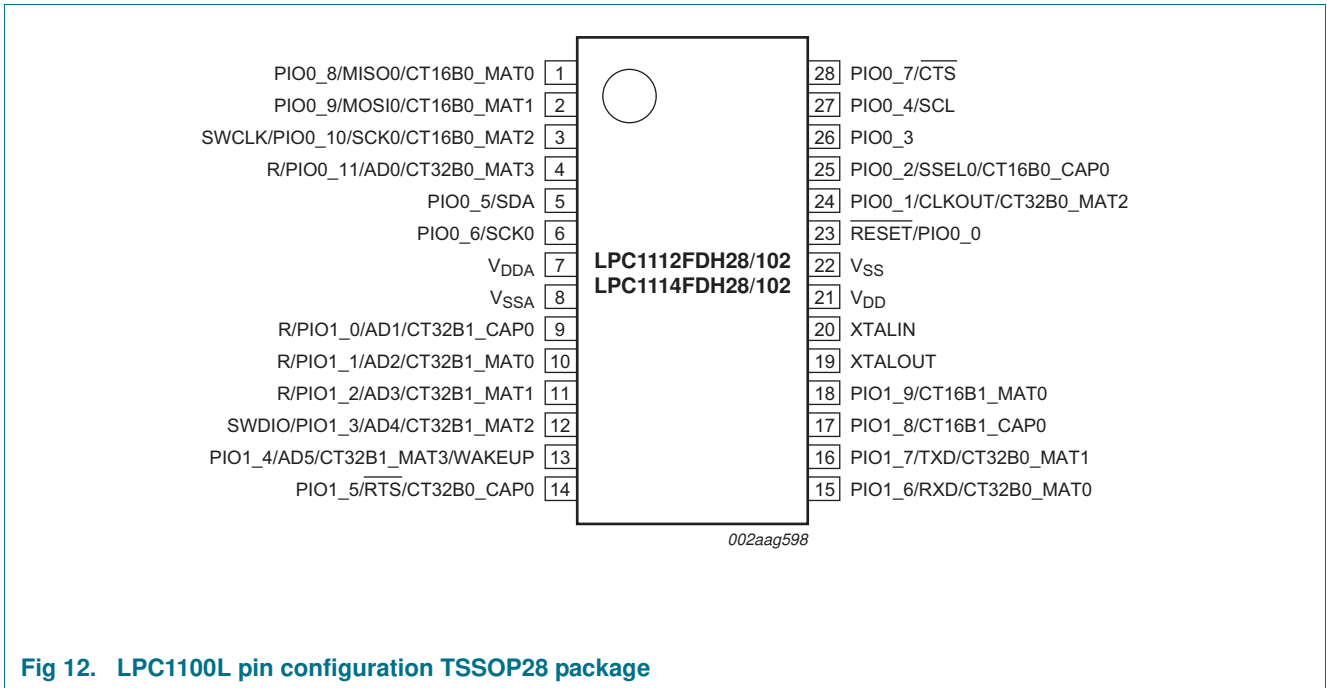 PIO0_8/MISO0/CT16B0_MAT0 1
PIO0_9/MOSI0/CT16B0_MAT1 2
SWCLK/PIO0_10/SCK0/CT16B0_MAT2 3
R/PIO0_11/AD0/CT32B0_MAT3 4
PIO0_5/SDA 5
PIO0_6/SCK0 6
VDDA 7
VSSA 8
R/PIO1_0/AD1/CT32B1_CAP0 9
R/PIO1_1/AD2/CT32B1_MAT0 10
R/PIO1_2/AD3/CT32B1_MAT1 11
SWDIO/PIO1_3/AD4/CT32B1_MAT2 12
PIO1_4/AD5/CT32B1_MAT3/WAKEUP 13
PIO1_5/RTS/CT32B0_CAP0 14
LPC1112FDH28/102
LPC1114FDH28/102
28 PIO0_7/CTS
27 PIO0_4/SCL
26 PIO0_3
25 PIO0_2/SSEL0/CT16B0_CAP0
24 PIO0_1/CLKOUT/CT32B0_MAT2
23 RESET/PIO0_0
22 VSS
21 VDD
20 XTALIN
19 XTALOUT
18 PIO1_9/CT16B1_MAT0
17 PIO1_8/CT16B1_CAP0
16 PIO1_7/TXD/CT32B0_MAT1
15 PIO1_6/RXD/CT32B0_MAT0
002aag598
Fig 12. LPC1100L pin configuration TSSOP28 package